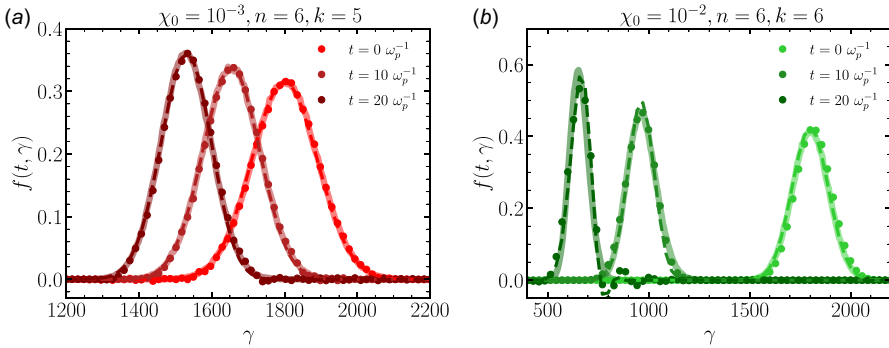 (a) χ₀ = 10⁻³, n = 6, k = 5
f(t, γ)
0.4
0.3
0.2
0.1
0.0
t = 0 ωₚ⁻¹
t = 10 ωₚ⁻¹
t = 20 ωₚ⁻¹
1200 1400 1600 1800 2000 2200
γ
(b) χ₀ = 10⁻², n = 6, k = 6
f(t, γ)
0.6
0.4
0.2
0.0
t = 0 ωₚ⁻¹
t = 10 ωₚ⁻¹
t = 20 ωₚ⁻¹
500 1000 1500 2000
γ